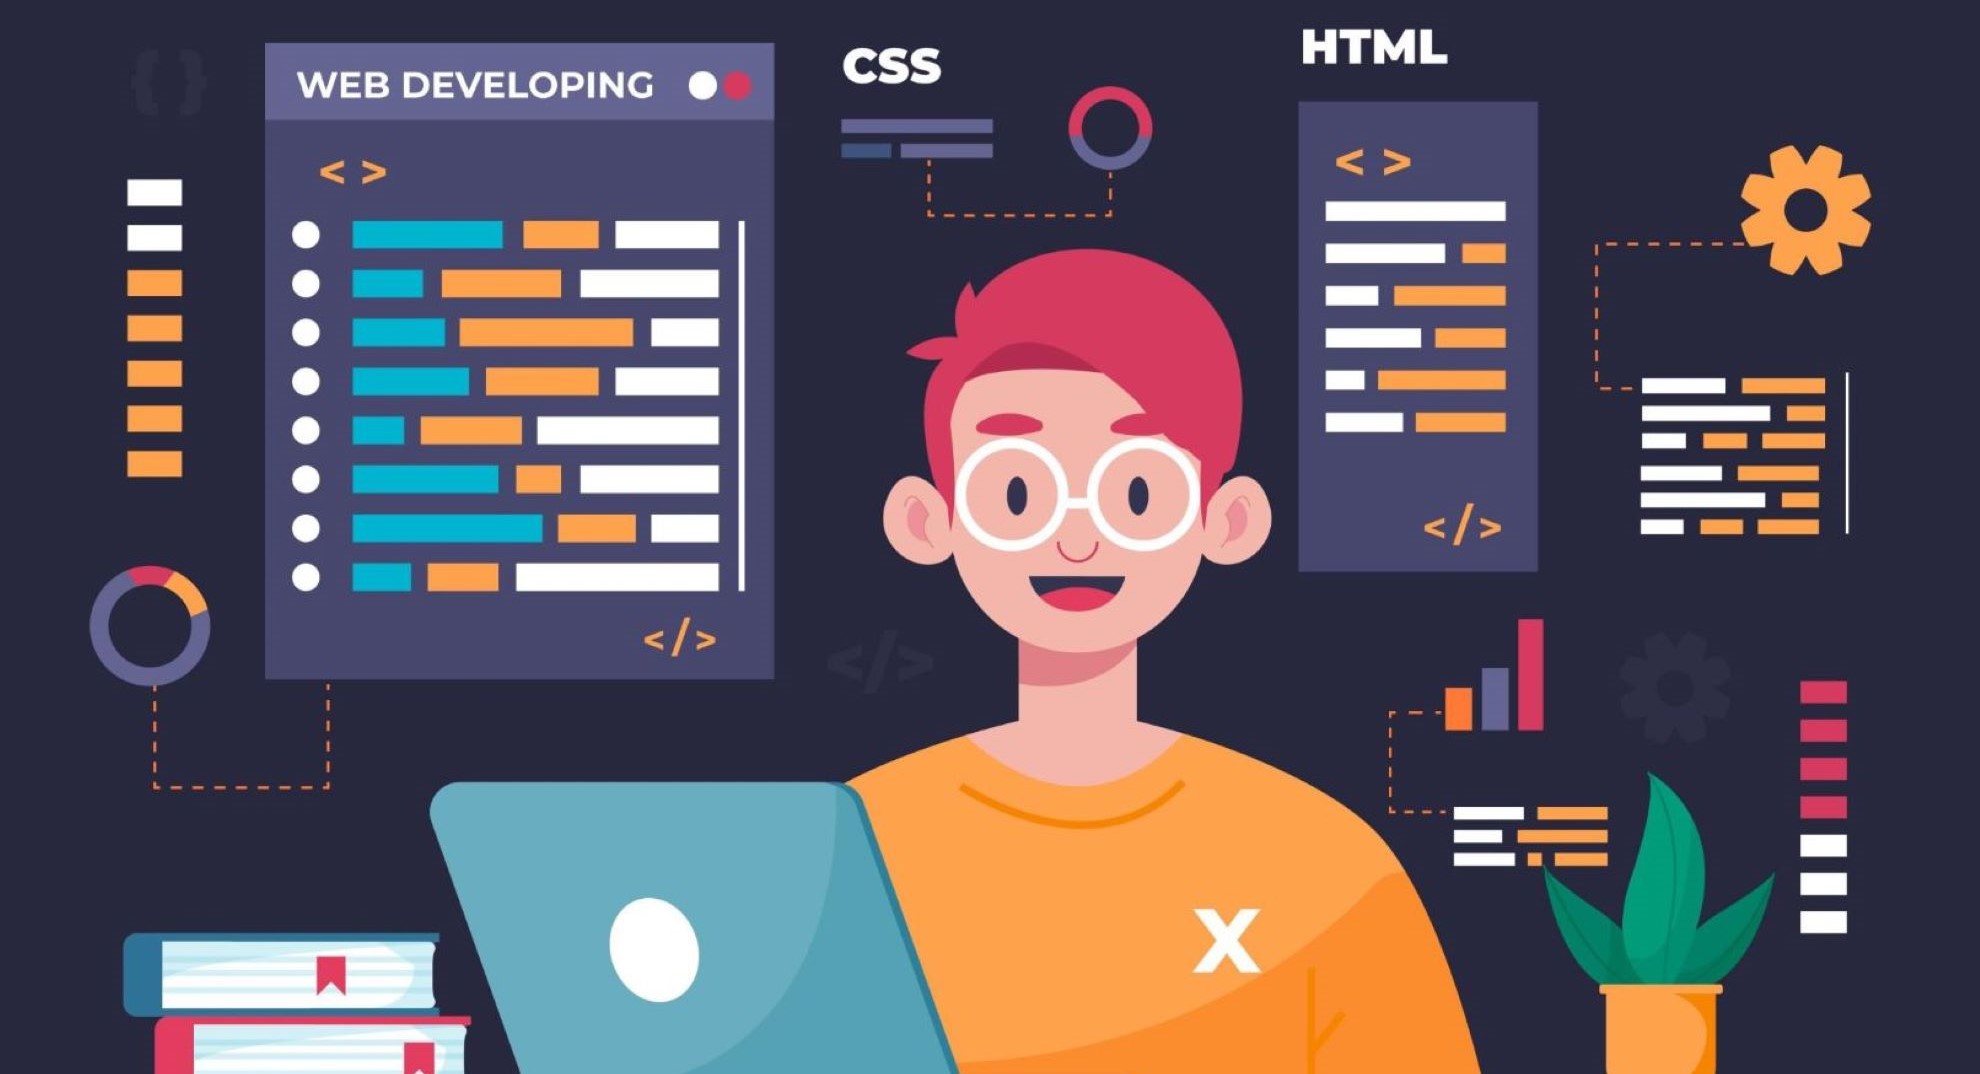 CSS
HTML
WEB DEVELOPING
< >
< >
</>
</>
</>
{ }
X